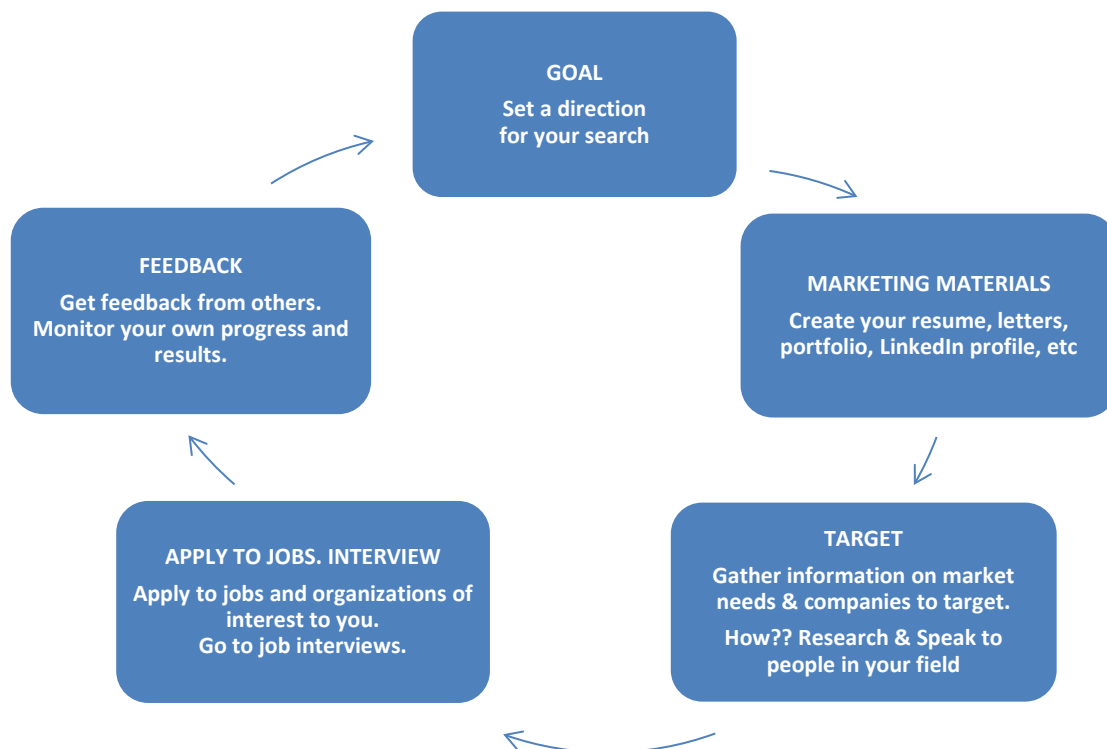 GOAL
Set a direction
for your search
MARKETING MATERIALS
Create your resume, letters,
portfolio, LinkedIn profile, etc
TARGET
Gather information on market
needs & companies to target.
How?? Research & Speak to
people in your field
APPLY TO JOBS. INTERVIEW
Apply to jobs and organizations of
interest to you.
Go to job interviews.
FEEDBACK
Get feedback from others.
Monitor your own progress and
results.